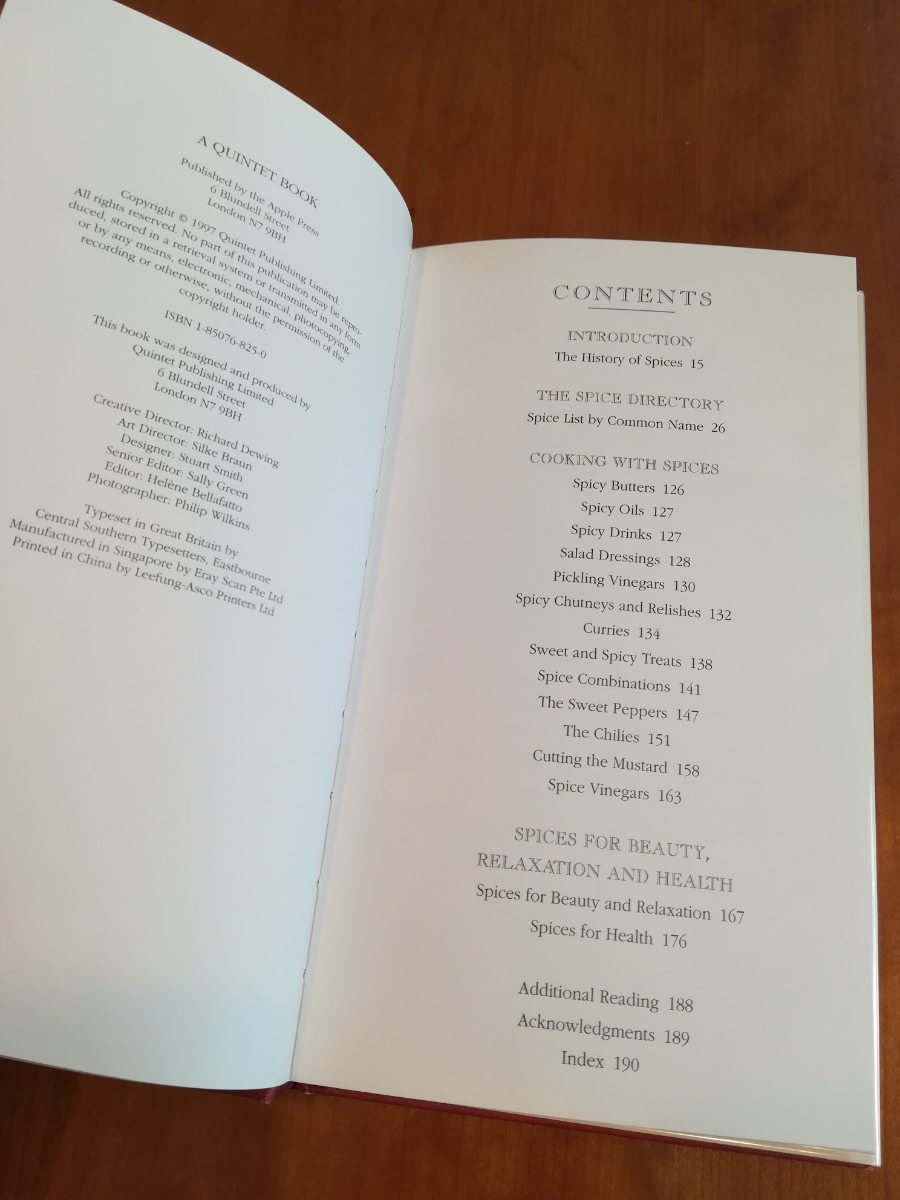 A QUINTET BOOK
Published by the Apple Press
6 Blundell Street
London N7 9BH
Copyright © 1997 Quintet Publishing Limited.
All rights reserved. No part of this publication may be repro-
duced, stored in a retrieval system or transmitted in any form
or by any means, electronic, mechanical, photocopying,
recording or otherwise, without the permission of the
copyright holder.
ISBN 1-85076-825-0
This book was designed and produced by
Quintet Publishing Limited
6 Blundell Street
London N7 9BH
Creative Director: Richard Dewing
Art Director: Silke Braun
Designer: Stuart Smith
Senior Editor: Sally Green
Editor: Helène Bellafatto
Photographer: Philip Wilkins
Typeset in Great Britain by
Central Southern Typesetters, Eastbourne
Manufactured in Singapore by Eray Scan Pte Ltd
Printed in China by Leefung-Asco Printers Ltd
CONTENTS
INTRODUCTION
The History of Spices 15
THE SPICE DIRECTORY
Spice List by Common Name 26
COOKING WITH SPICES
Spicy Butters 126
Spicy Oils 127
Spicy Drinks 127
Salad Dressings 128
Pickling Vinegars 130
Spicy Chutneys and Relishes 132
Curries 134
Sweet and Spicy Treats 138
Spice Combinations 141
The Sweet Peppers 147
The Chilies 151
Cutting the Mustard 158
Spice Vinegars 163
SPICES FOR BEAUTY,
RELAXATION AND HEALTH
Spices for Beauty and Relaxation 167
Spices for Health 176
Additional Reading 188
Acknowledgments 189
Index 190